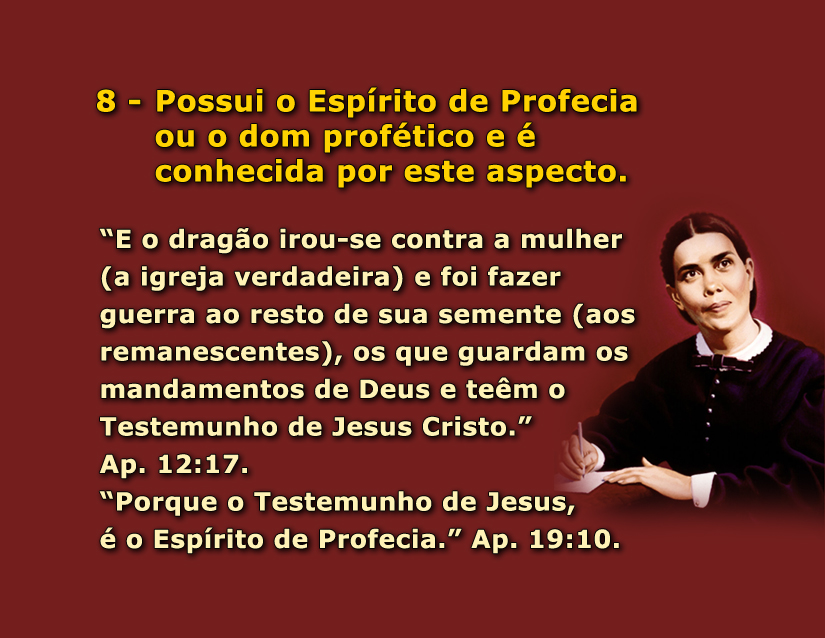 8 - Possui o Espírito de Profecia
ou o dom profético e é
conhecida por este aspecto.
“E o dragão irou-se contra a mulher
(a igreja verdadeira) e foi fazer
guerra ao resto de sua semente (aos
remanescentes), os que guardam os
mandamentos de Deus e teêm o
Testemunho de Jesus Cristo.”
Ap. 12:17.
“Porque o Testemunho de Jesus,
é o Espírito de Profecia.” Ap. 19:10.